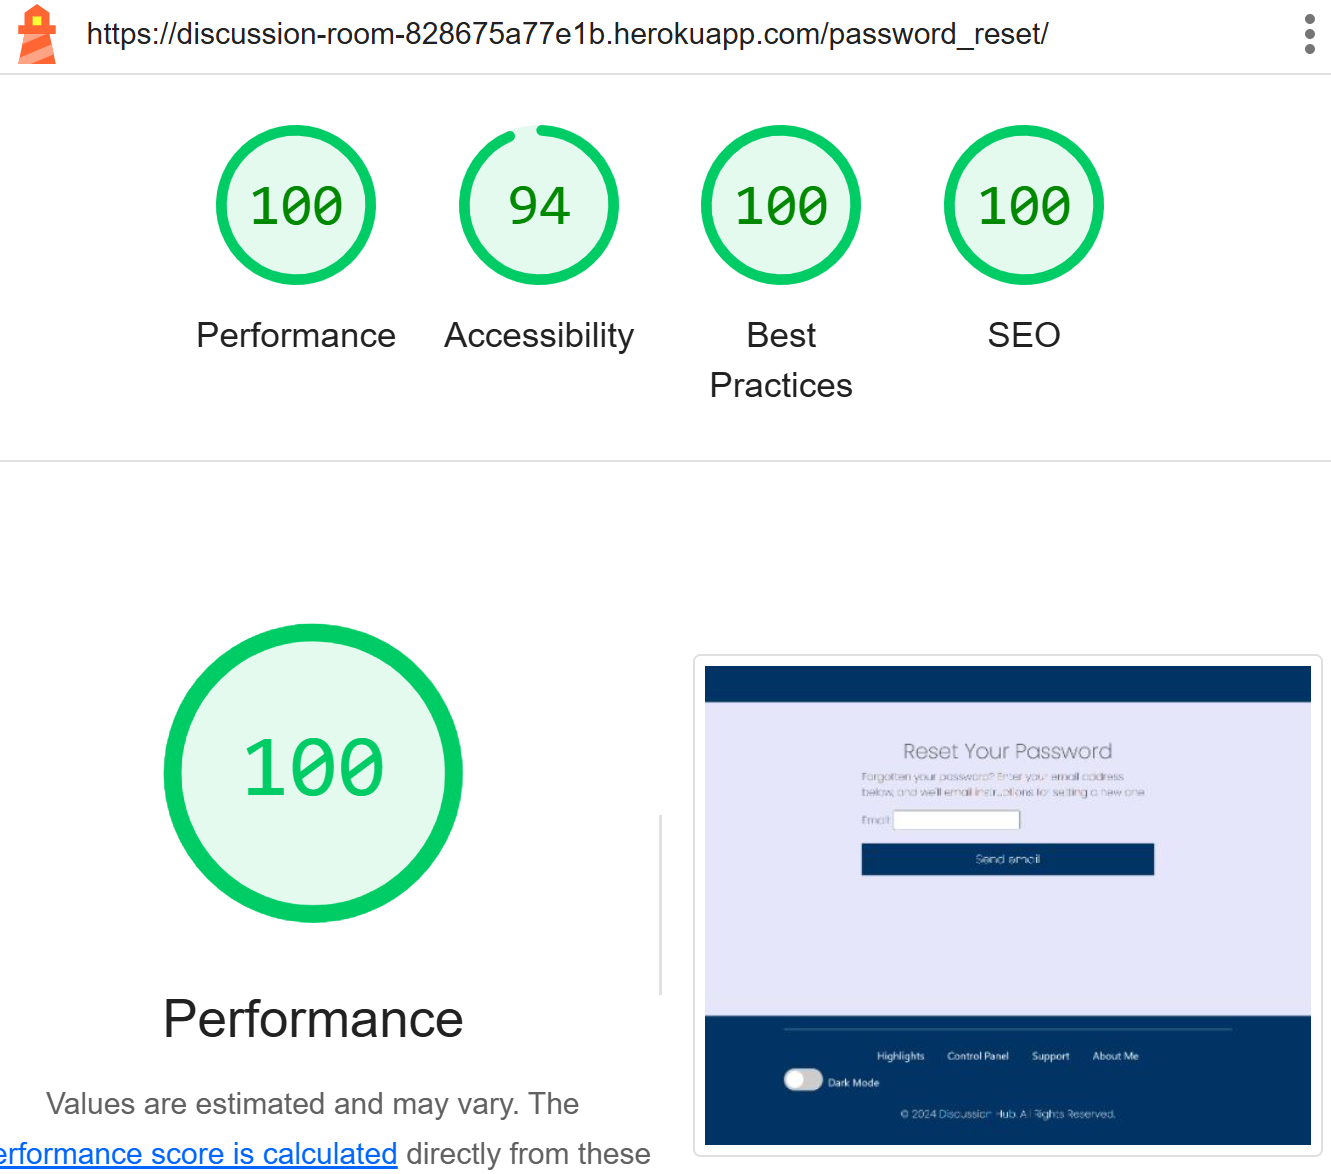 https://discussion-room-828675a77e1b.herokuapp.com/password_reset/
100
94
100
100
Performance
Accessibility
Best
Practices
SEO
100
Performance
Values are estimated and may vary. The
erformance score is calculated directly from these
Reset Your Password
Forgotten your password? Enter your email address
below, and we'll email instructions for setting a new one.
Email:
Send email
Highlights
Control Panel
Support
About Me
Dark Mode
© 2024 Discussion Hub. All Rights Reserved.